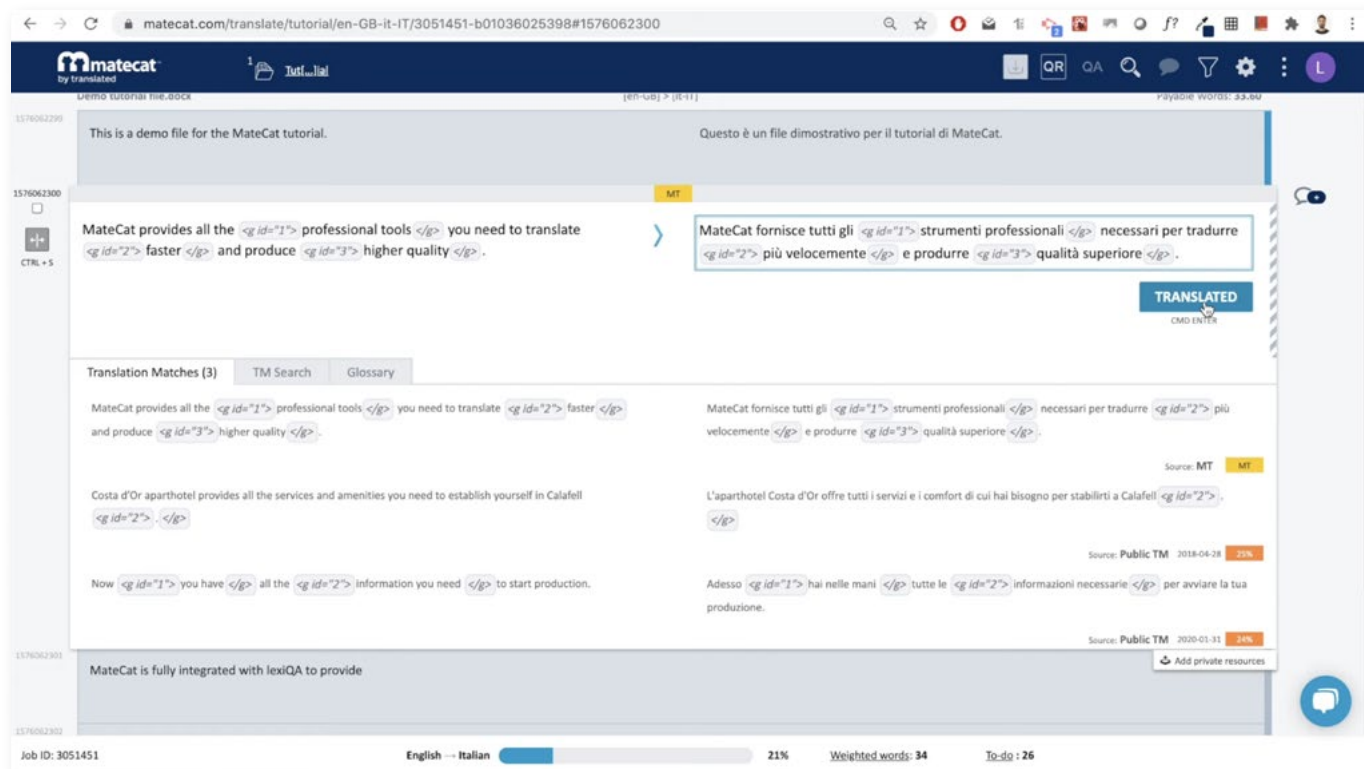 matecat.com/translate/tutorial/en-GB-it-IT/3051451-b01036025398#1576062300
matecat
by translated
1
Tuti...lial
QR
QA
L
Demo tutorial file.docx
[en-GB] > [it-IT]
Payable Words: 33.60
1576062299
This is a demo file for the MateCat tutorial.
Questo è un file dimostrativo per il tutorial di MateCat.
1576062300
MT
MateCat provides all the <g id="1"> professional tools </g> you need to translate
<g id="2"> faster </g> and produce <g id="3"> higher quality </g> .
MateCat fornisce tutti gli <g id="1"> strumenti professionali </g> necessari per tradurre
<g id="2"> più velocemente </g> e produrre <g id="3"> qualità superiore </g> .
CTRL + S
TRANSLATED
CMD ENTER
Translation Matches (3)
TM Search
Glossary
MateCat provides all the <g id="1"> professional tools </g> you need to translate <g id="2"> faster </g>
and produce <g id="3"> higher quality </g> .
MateCat fornisce tutti gli <g id="1"> strumenti professionali </g> necessari per tradurre <g id="2"> più
velocemente </g> e produrre <g id="3"> qualità superiore </g> .
Source: MT MT
Costa d'Or aparthotel provides all the services and amenities you need to establish yourself in Calafell
<g id="2"> . </g>
L'aparthotel Costa d'Or offre tutti i servizi e i comfort di cui hai bisogno per stabilirti a Calafell <g id="2"> .
</g>
Source: Public TM 2018-04-28 25%
Now <g id="1"> you have </g> all the <g id="2"> information you need </g> to start production.
Adesso <g id="1"> hai nelle mani </g> tutte le <g id="2"> informazioni necessarie </g> per avviare la tua
produzione.
Source: Public TM 2020-01-31 24%
1576062301
MateCat is fully integrated with lexiQA to provide
Add private resources
1576062302
Job ID: 3051451
English → Italian
21%
Weighted words: 34
To-do : 26